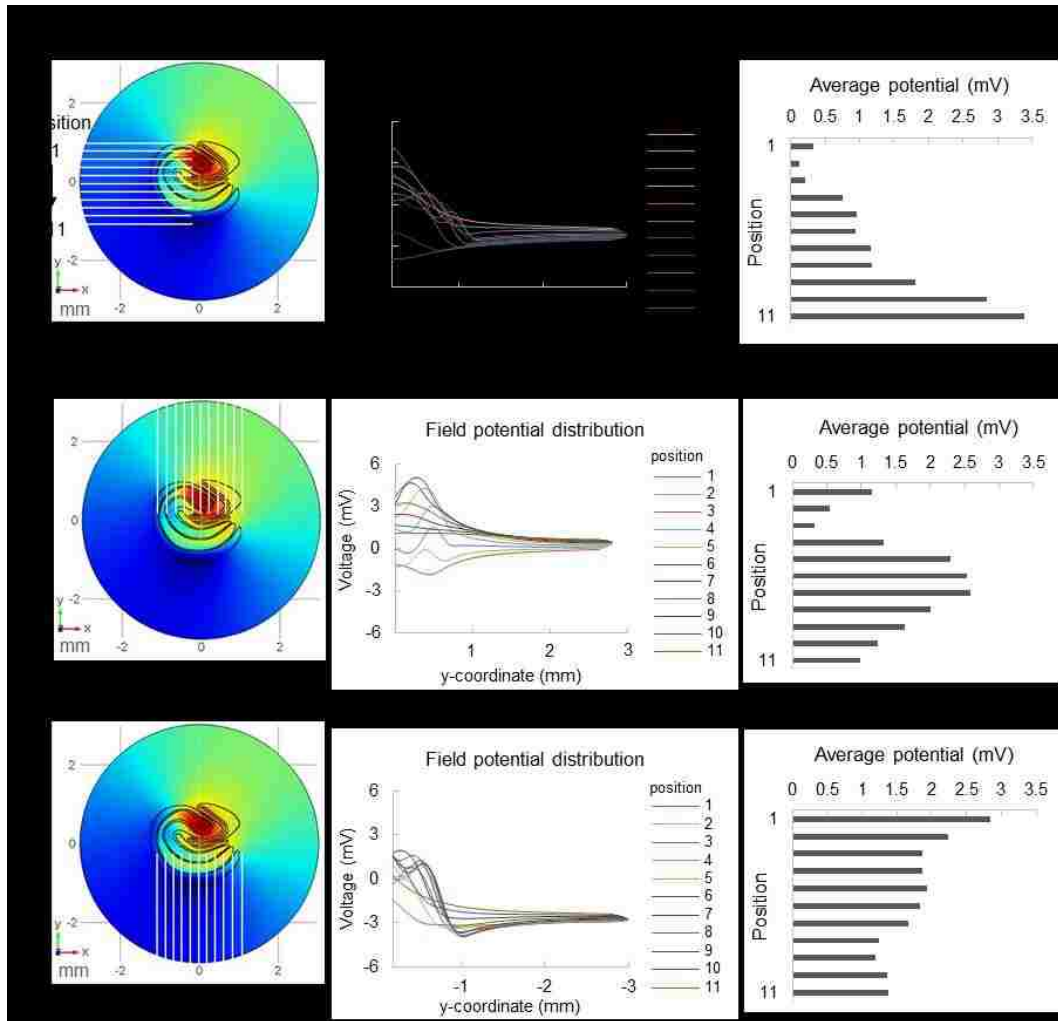 Average potential (mV)
0 0.5 1 1.5 2 2.5 3 3.5
1
Position
11
sition
1
11
2
0
-2
y
x
mm
-2 0 2
Field potential distribution
position
1
2
3
4
5
6
7
8
9
10
11
Voltage (mV)
6
3
0
-3
-6
1 2 3
y-coordinate (mm)
Average potential (mV)
0 0.5 1 1.5 2 2.5 3 3.5
1
Position
11
2
0
-2
y
x
mm
-2 0 2
Field potential distribution
position
1
2
3
4
5
6
7
8
9
10
11
Voltage (mV)
6
3
0
-3
-6
-1 -2 -3
y-coordinate (mm)
Average potential (mV)
0 0.5 1 1.5 2 2.5 3 3.5
1
Position
11
2
0
-2
y
x
mm
-2 0 2